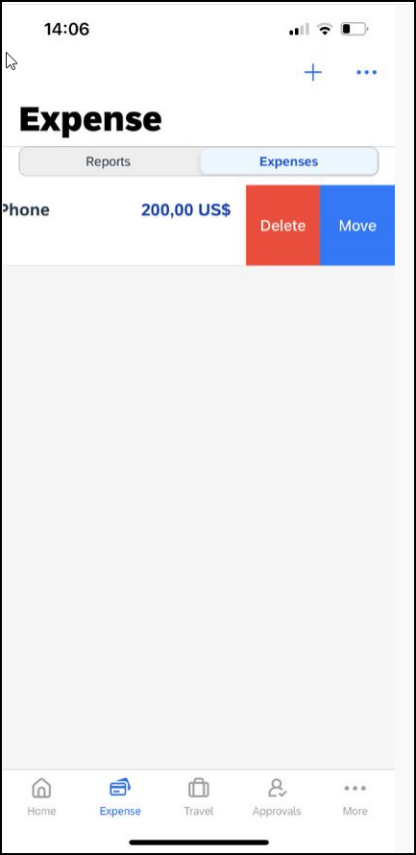 14:06
Expense
Reports Expenses
Phone 200,00 US$ Delete Move
Home Expense Travel Approvals More